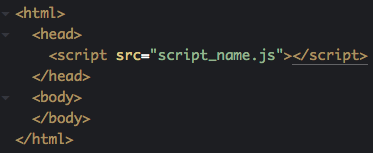 <html>
<head>
<script src="script_name.js"></script>
</head>
<body>
</body>
</html>